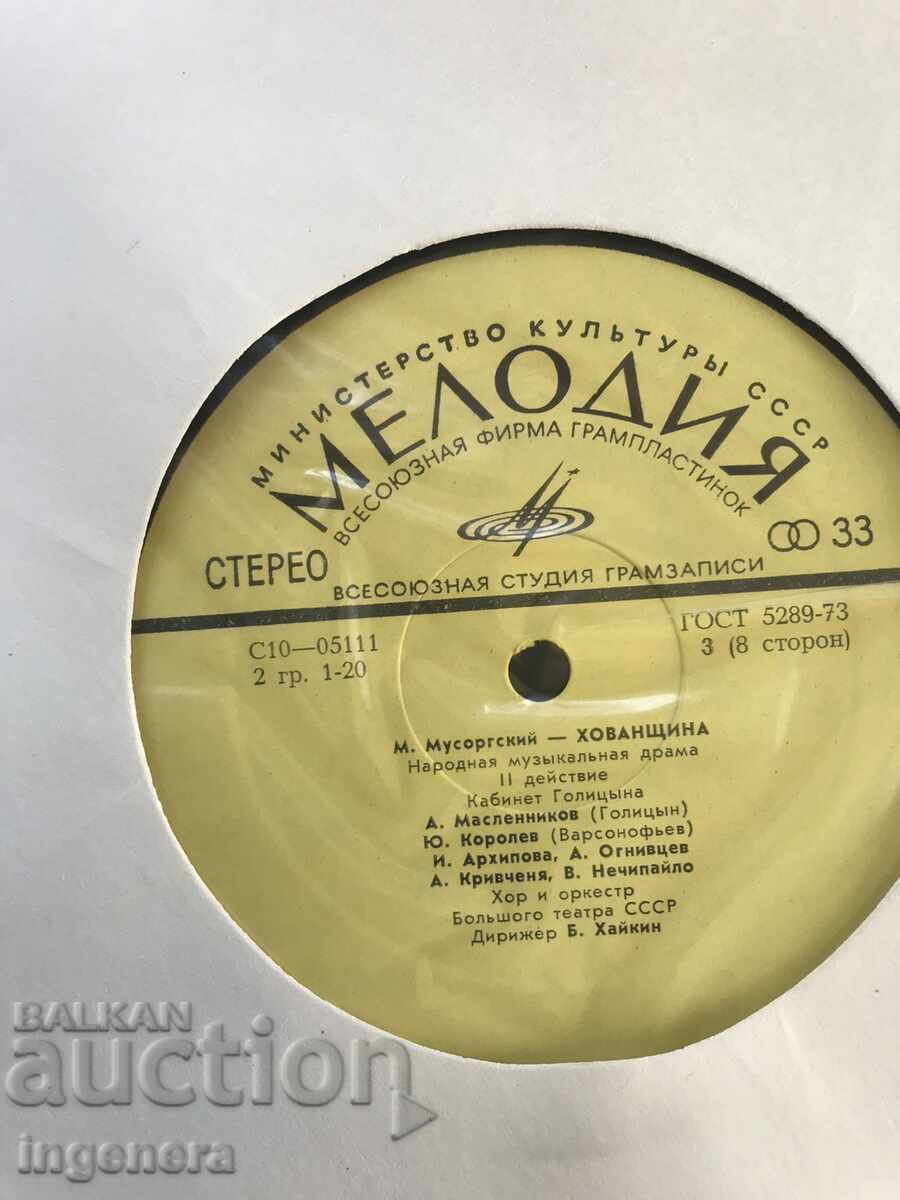 МИНИСТЕРСТВО КУЛЬТУРЫ СССР
МЕЛОДИЯ
ВСЕСОЮЗНАЯ ФИРМА ГРАМПЛАСТИНОК
СТЕРЕО
33
ВСЕСОЮЗНАЯ СТУДИЯ ГРАМЗАПИСИ
С10—05111
2 гр. 1-20
ГОСТ 5289-73
3 (8 сторон)
М. Мусоргский — ХОВАНЩИНА
Народная музыкальная драма
II действие
Кабинет Голицына
А. Масленников (Голицын)
Ю. Королев (Варсонофьев)
И. Архипова, А. Огнивцев
А. Кривченя, В. Нечипайло
Хор и оркестр
Большого театра СССР
Дирижер Б. Хайкин
BALKAN
auction
ingenera